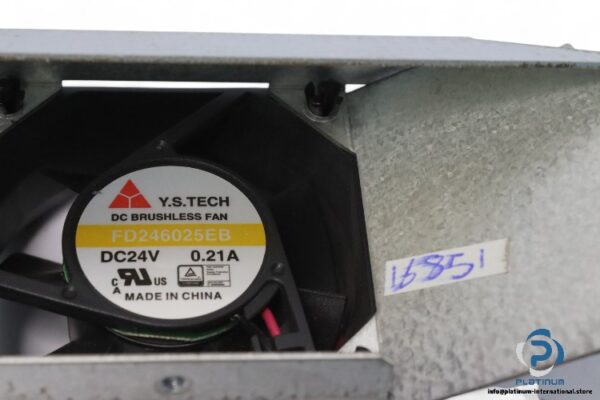 Y.S.TECH
DC BRUSHLESS FAN
FD246025EB
DC24V 0.21A
C US
A
MADE IN CHINA
16851
PLATINUM
info@platinum-international.store